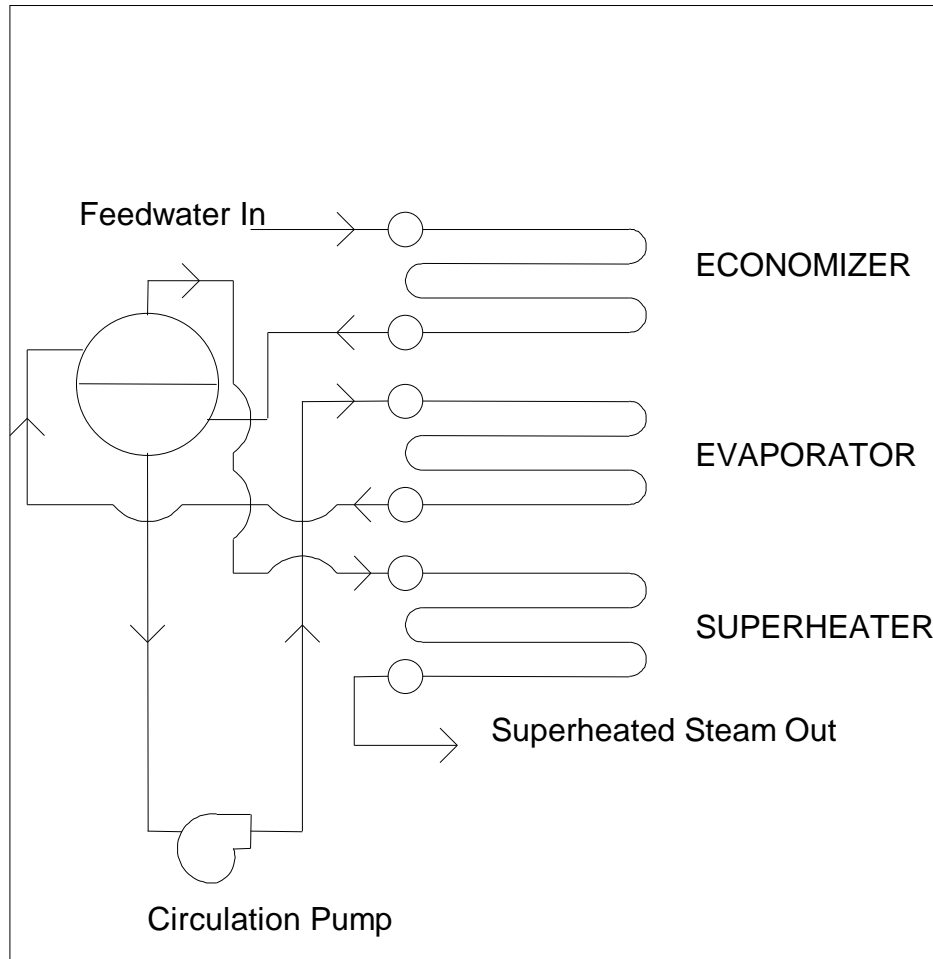 Feedwater In
ECONOMIZER
EVAPORATOR
SUPERHEATER
Superheated Steam Out
Circulation Pump